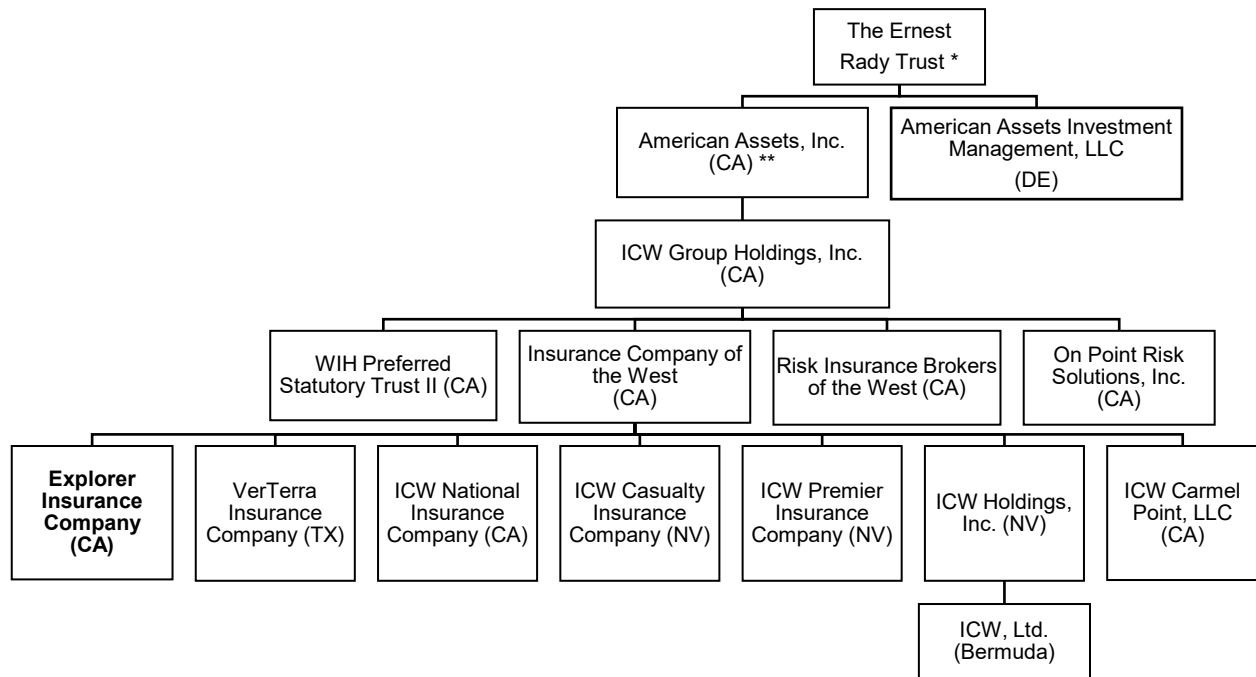 The Ernest
Rady Trust *
American Assets, Inc.
(CA) **
American Assets Investment
Management, LLC
(DE)
ICW Group Holdings, Inc.
(CA)
WIH Preferred
Statutory Trust II (CA)
Insurance Company of
the West
(CA)
Risk Insurance Brokers
of the West (CA)
On Point Risk
Solutions, Inc.
(CA)
Explorer
Insurance
Company
(CA)
VerTerra
Insurance
Company (TX)
ICW National
Insurance
Company (CA)
ICW Casualty
Insurance
Company (NV)
ICW Premier
Insurance
Company (NV)
ICW Holdings,
Inc. (NV)
ICW Carmel
Point, LLC
(CA)
ICW, Ltd.
(Bermuda)